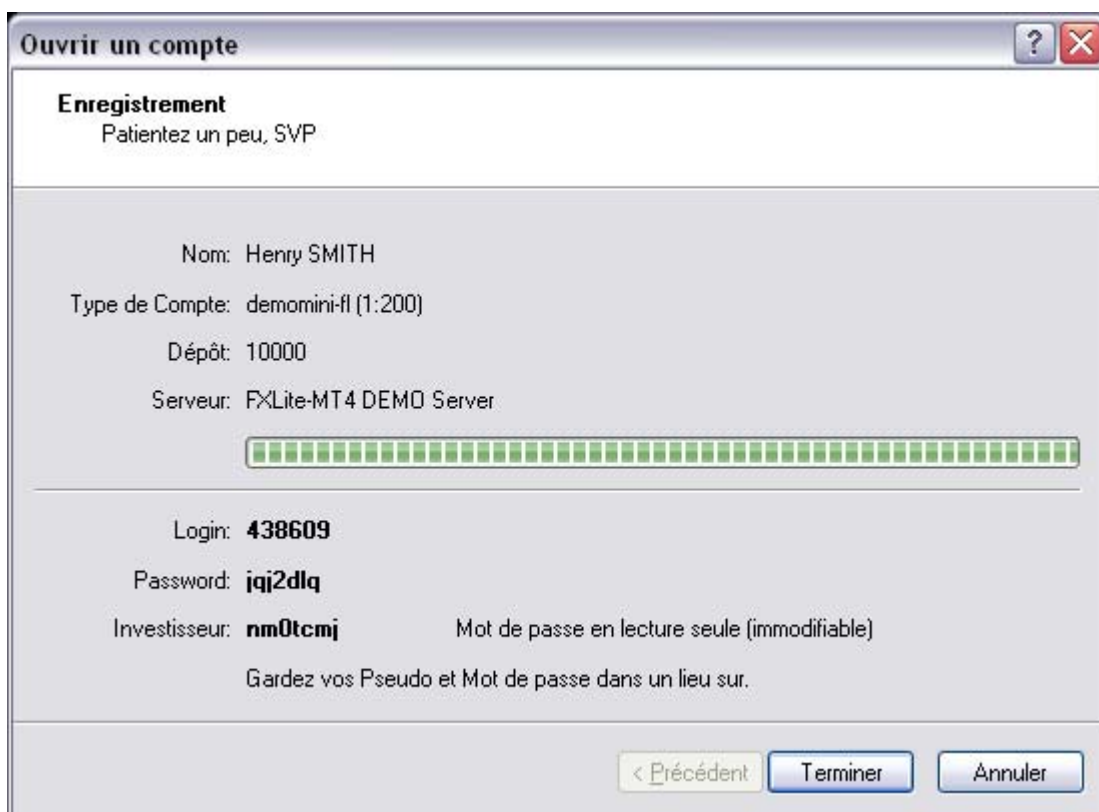 Ouvrir un compte
Enregistrement
Patientez un peu, SVP
Nom: Henry SMITH
Type de Compte: demomini-fl (1:200)
Dépôt: 10000
Serveur: FXLite-MT4 DEMO Server
Login: 438609
Password: jqj2dlq
Investisseur: nm0tcmj Mot de passe en lecture seule (immodifiable)
Gardez vos Pseudo et Mot de passe dans un lieu sur.
< Précédent Terminer Annuler